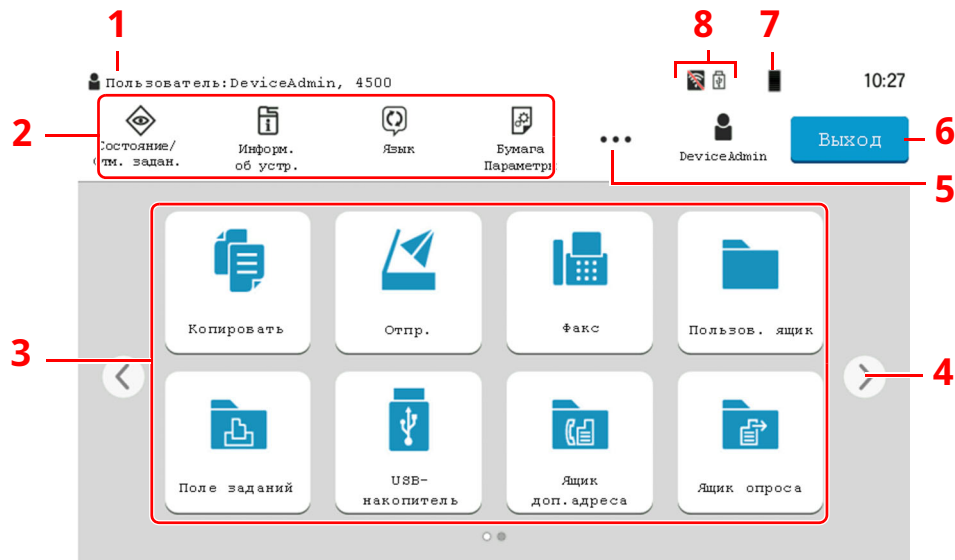 1
8
7
Пользователь:DeviceAdmin, 4500
10:27
2
Состояние/
Отм. задан.
Информ.
об устр.
Язык
Бумага
Параметры
DeviceAdmin
Выход
6
5
3
Копировать
Отпр.
Факс
Пользов. ящик
4
Поле заданий
USB-
накопитель
Ящик
доп.адреса
Ящик опроса